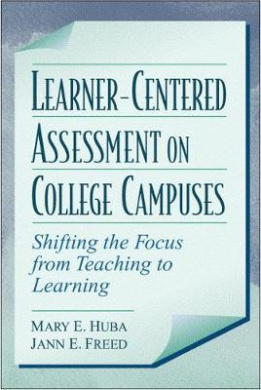 LEARNER-CENTERED
ASSESSMENT ON
COLLEGE CAMPUSES
Shifting the Focus
from Teaching to
Learning
MARY E. HUBA
JANN E. FREED